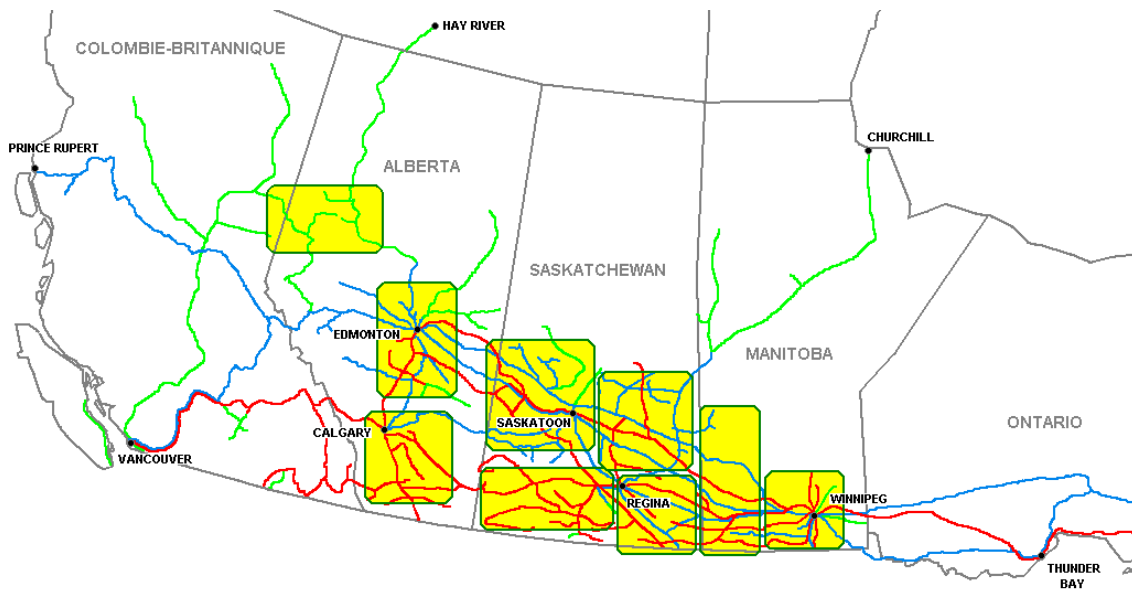 HAY RIVER
COLOMBIE-BRITANNIQUE
CHURCHILL
PRINCE RUPERT
ALBERTA
SASKATCHEWAN
EDMONTON
MANITOBA
SASKATOON
ONTARIO
CALGARY
VANCOUVER
WINNIPEG
REGINA
THUNDER
BAY